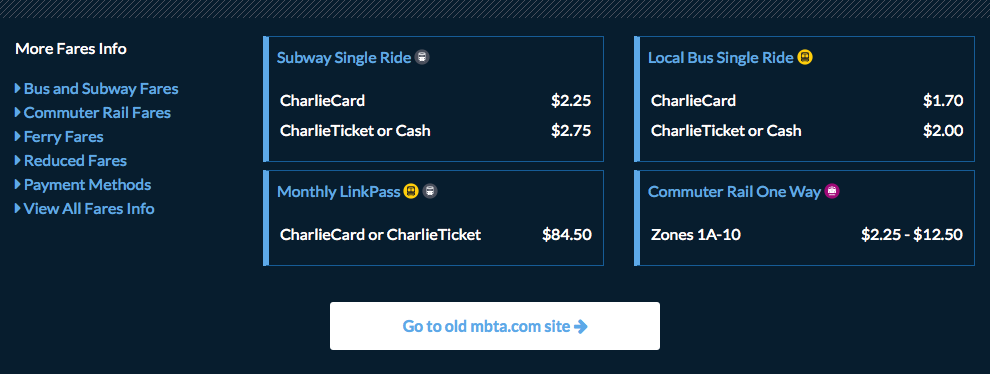 More Fares Info
Bus and Subway Fares
Commuter Rail Fares
Ferry Fares
Reduced Fares
Payment Methods
View All Fares Info
Subway Single Ride
CharlieCard $2.25
CharlieTicket or Cash $2.75
Local Bus Single Ride
CharlieCard $1.70
CharlieTicket or Cash $2.00
Monthly LinkPass
CharlieCard or CharlieTicket $84.50
Commuter Rail One Way
Zones 1A-10 $2.25 - $12.50
Go to old mbta.com site